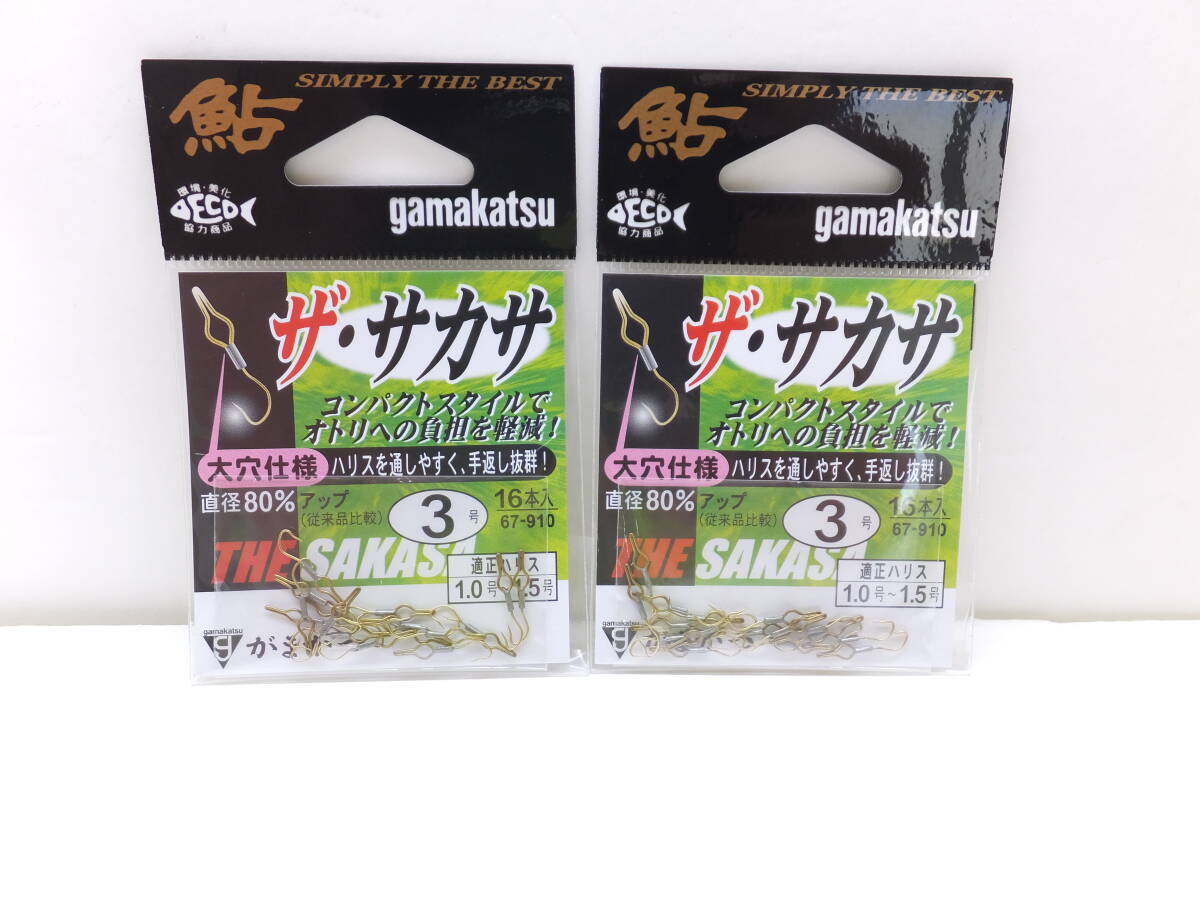 SIMPLY THE BEST
鮎
環境・美化
ECO
協力商品
gamakatsu
ザ・サカサ
コンパクトスタイルで
オトリへの負担を軽減!
大穴仕様 ハリスを通しやすく、手返し抜群!
直径80%アップ
(従来品比較)
3号
16本入
67-910
THE SAKASA
適正ハリス
1.0号 1.5号
gamakatsu
がまか
SIMPLY THE BEST
鮎
環境・美化
ECO
協力商品
gamakatsu
ザ・サカサ
コンパクトスタイルで
オトリへの負担を軽減!
大穴仕様 ハリスを通しやすく、手返し抜群!
直径80%アップ
(従来品比較)
3号
16本入
67-910
THE SAKASA
適正ハリス
1.0号~1.5号
gamakatsu